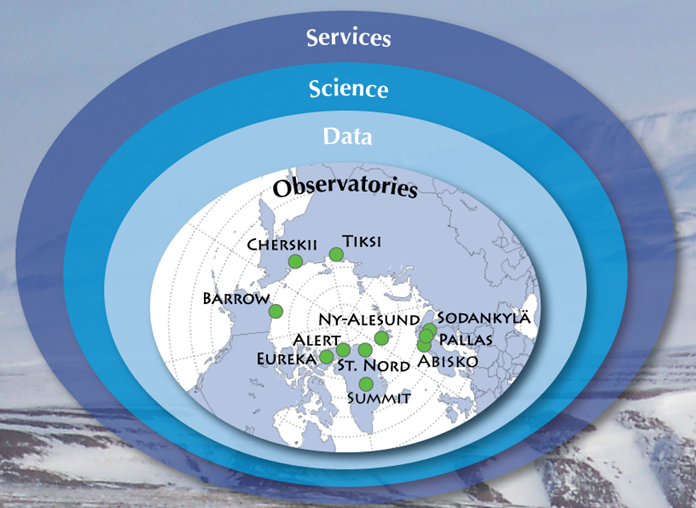 Services
Science
Data
Observatories
CHERSKII
TIKSI
BARROW
NY-ALESUND
SODANKYLÄ
ALERT
PALLAS
EUREKA
ST. NORD
ABISKO
SUMMIT